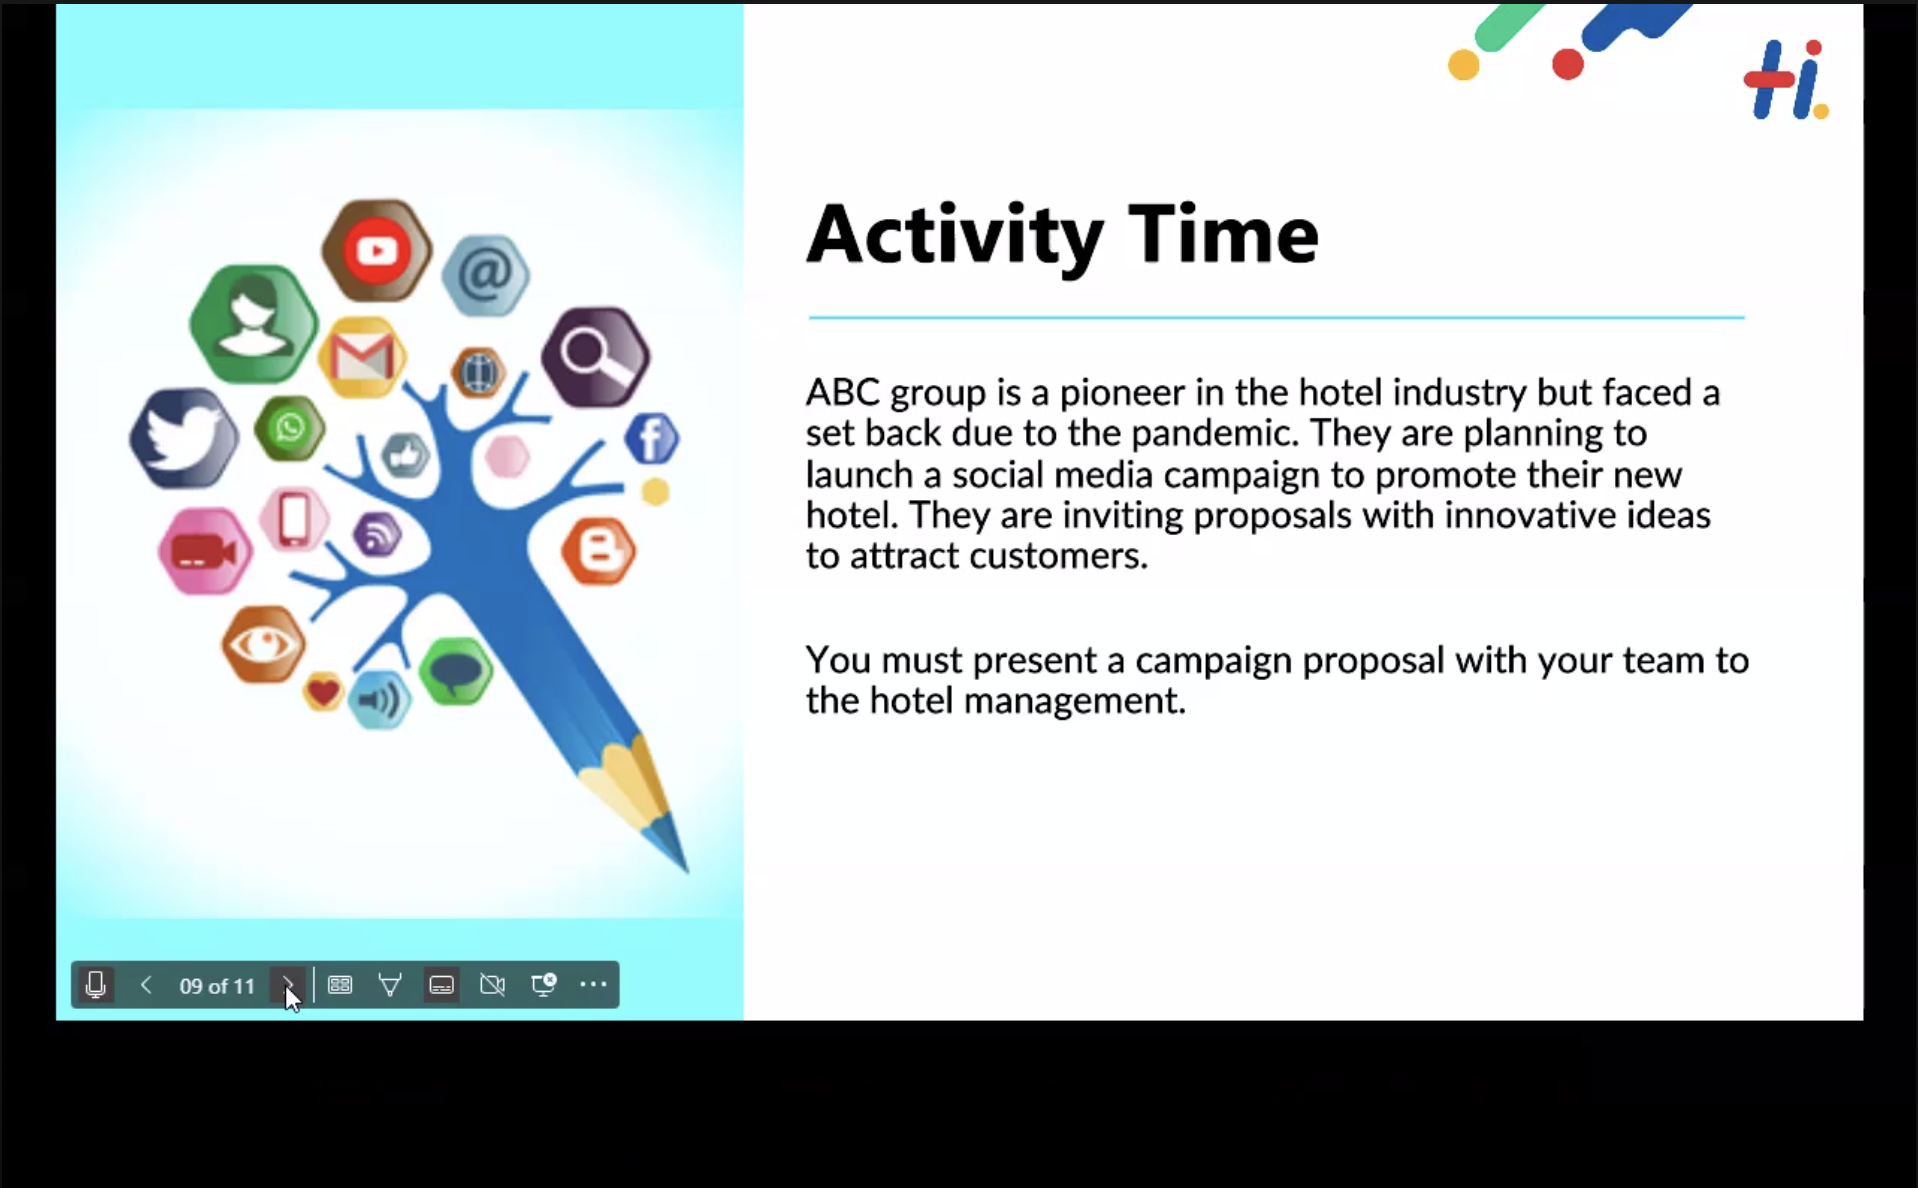 Hi.
Activity Time
ABC group is a pioneer in the hotel industry but faced a
set back due to the pandemic. They are planning to
launch a social media campaign to promote their new
hotel. They are inviting proposals with innovative ideas
to attract customers.
You must present a campaign proposal with your team to
the hotel management.
09 of 11